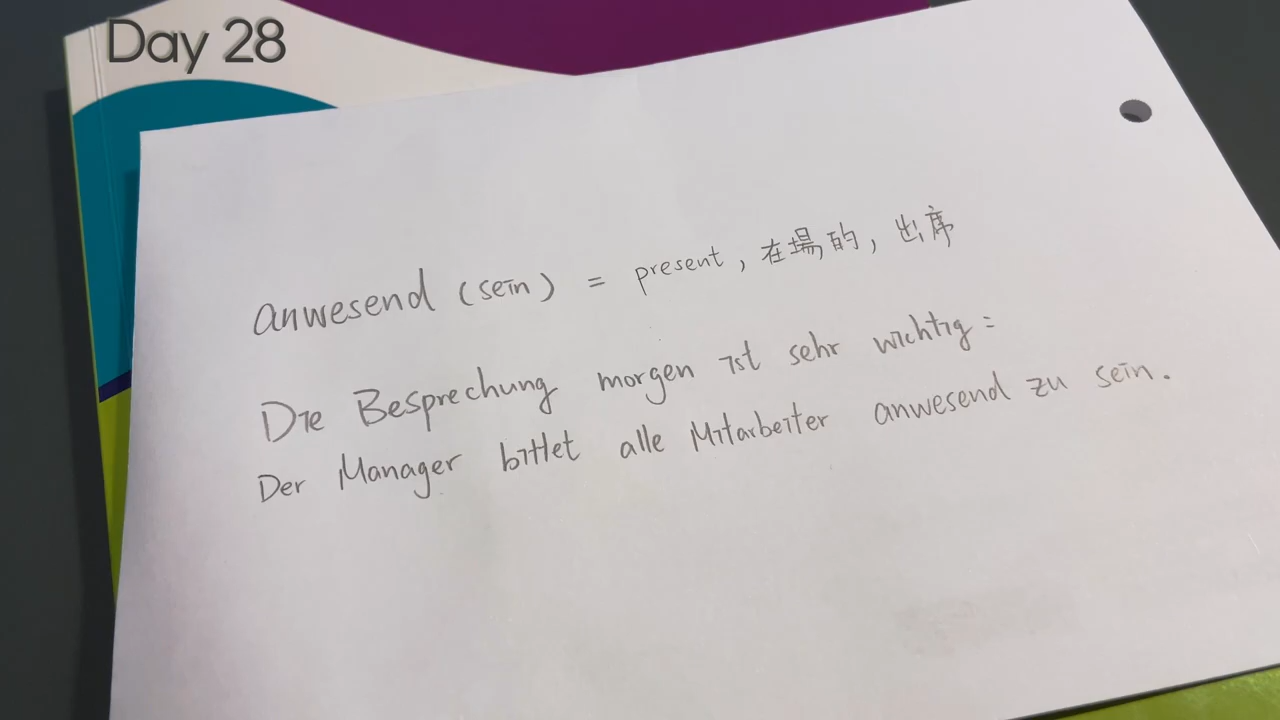 Day 28
anwesend (sein) = present, 在場的, 出席
Die Besprechung morgen ist sehr wichtig:
Der Manager bittet alle Mitarbeiter anwesend zu sein.